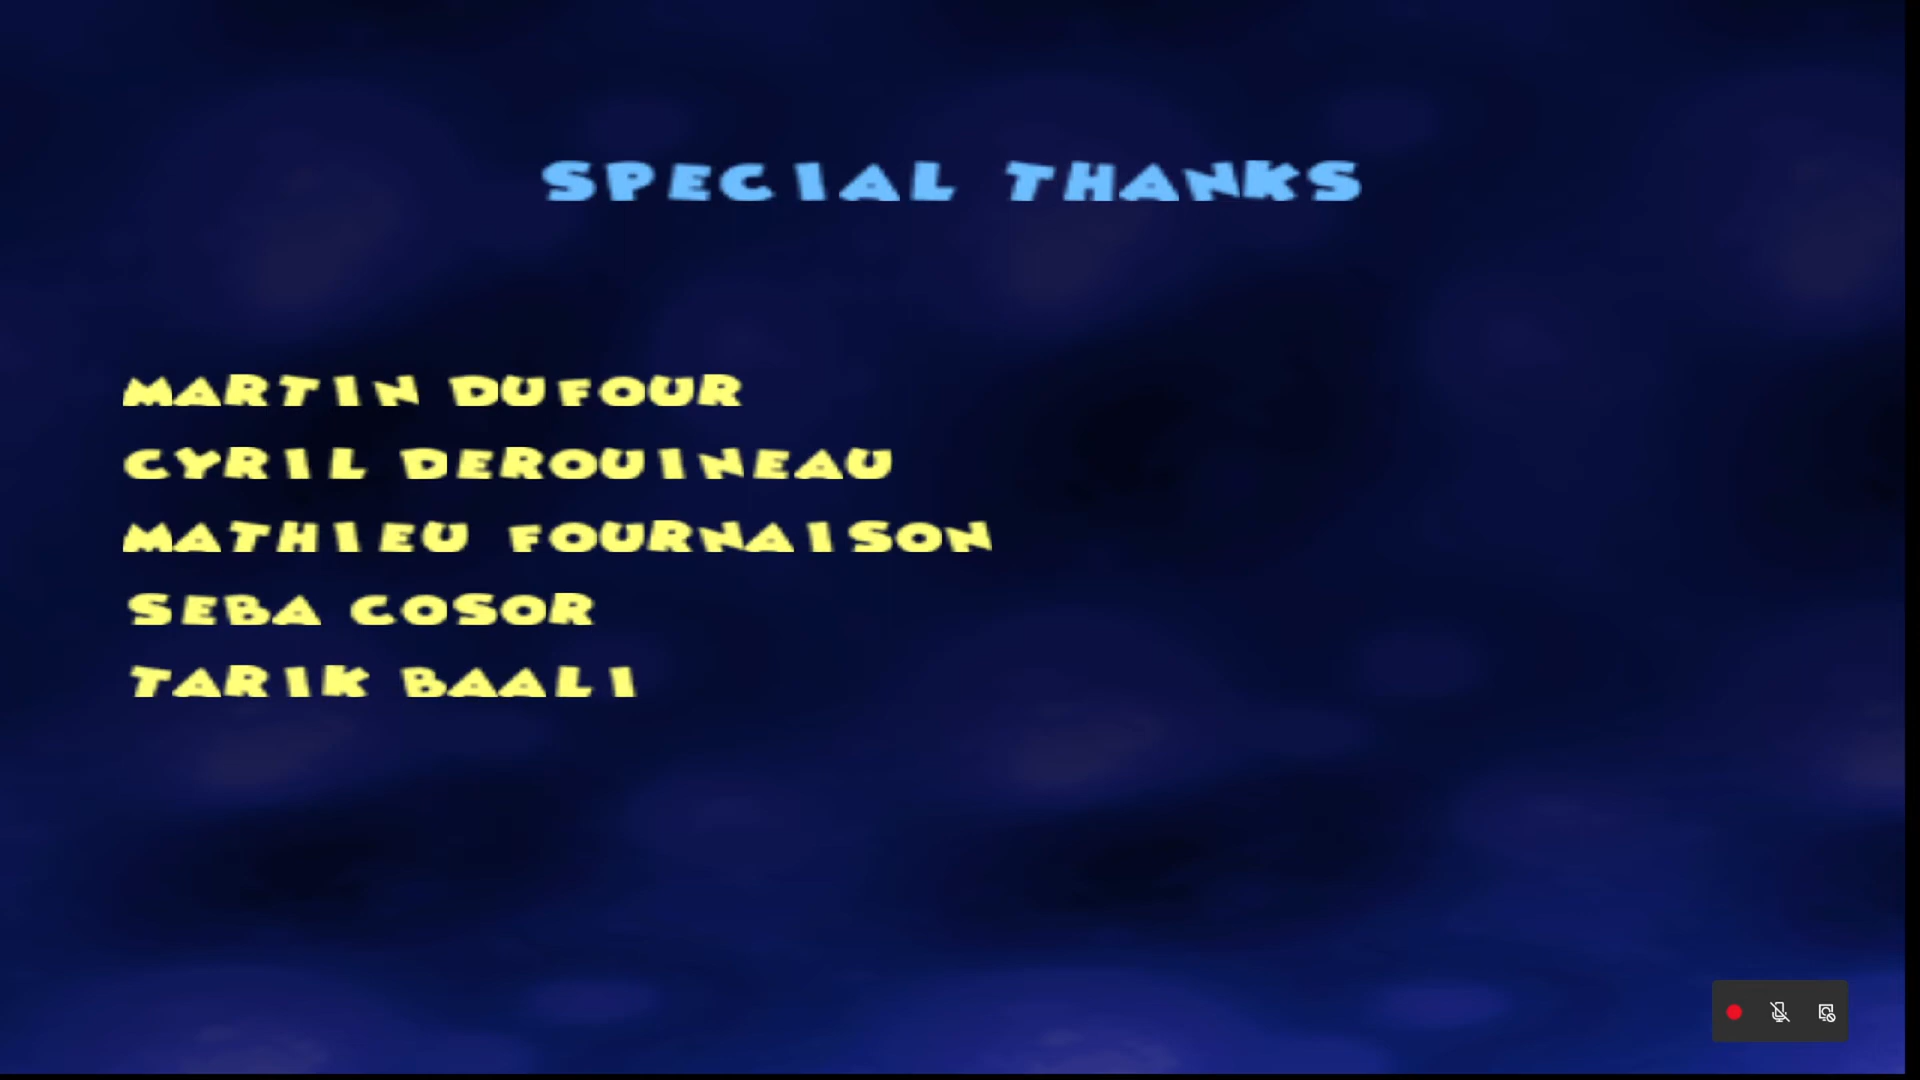 SPECIAL THANKS
MARTIN DUFOUR
CYRIL DEROUINEAU
MATHIEU FOURNAISON
SEBA COSOR
TARIK BAALI